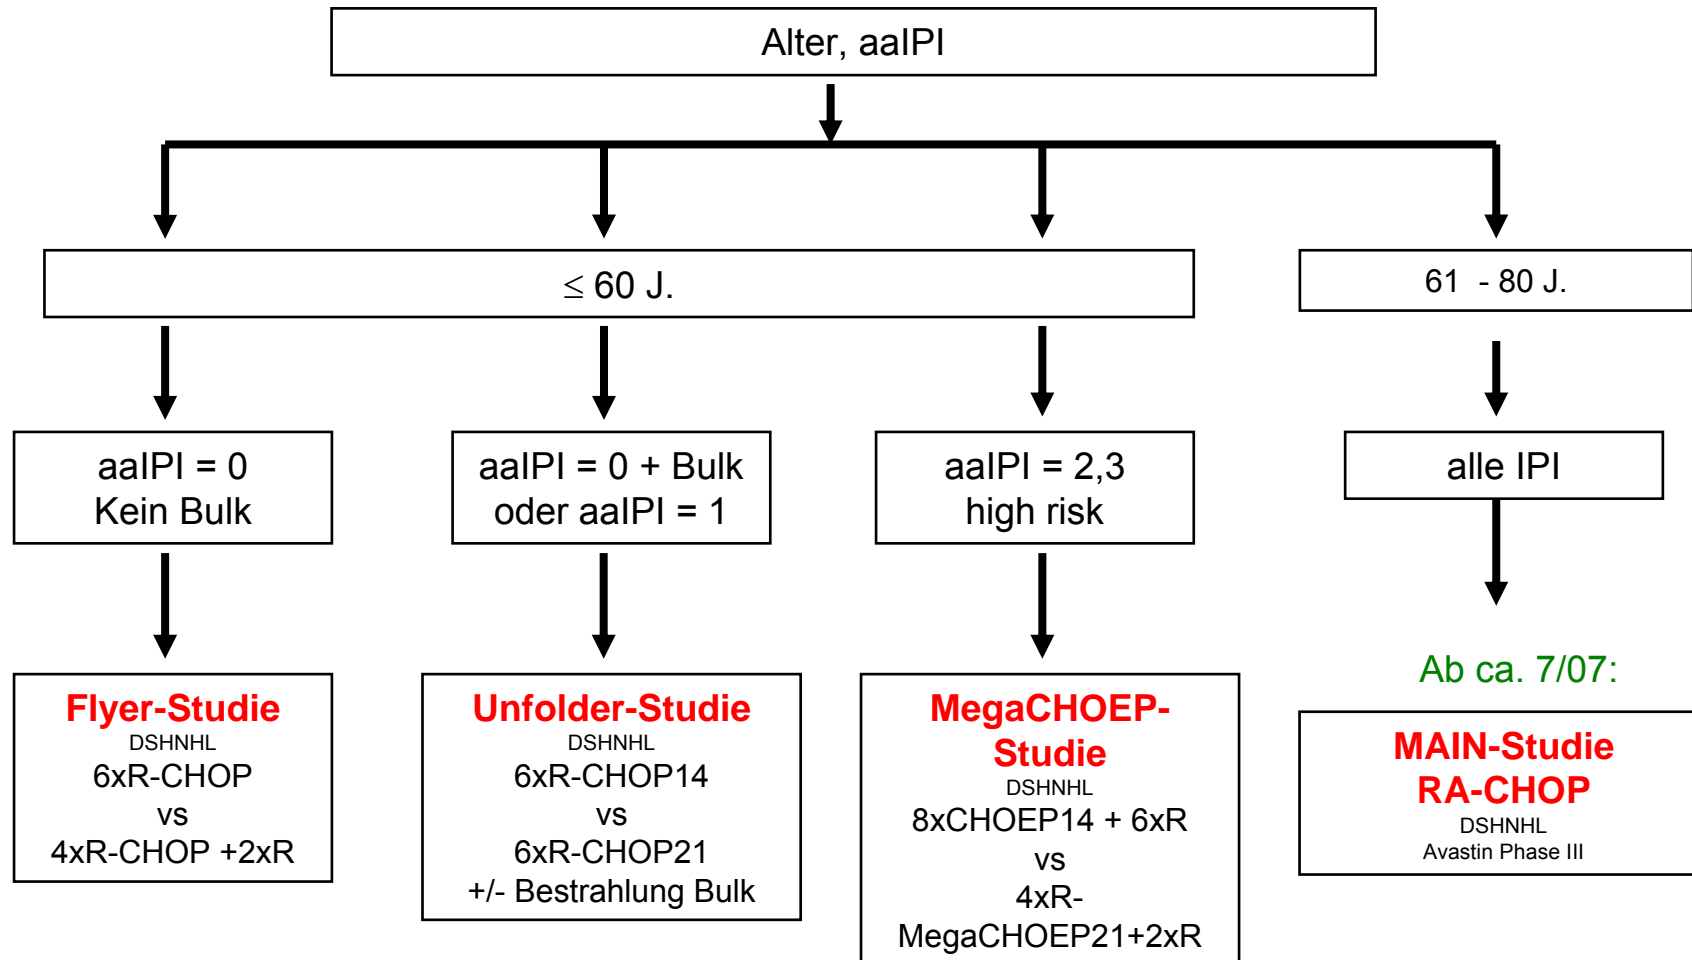 Alter, aaIPI
≤ 60 J.
61 - 80 J.
aaIPI = 0
Kein Bulk
aaIPI = 0 + Bulk
oder aaIPI = 1
aaIPI = 2,3
high risk
alle IPI
Flyer-Studie
DSHNHL
6xR-CHOP
vs
4xR-CHOP +2xR
Unfolder-Studie
DSHNHL
6xR-CHOP14
vs
6xR-CHOP21
+/- Bestrahlung Bulk
MegaCHOEP-
Studie
DSHNHL
8xCHOEP14 + 6xR
vs
4xR-
MegaCHOEP21+2xR
Ab ca. 7/07:
MAIN-Studie
RA-CHOP
DSHNHL
Avastin Phase III